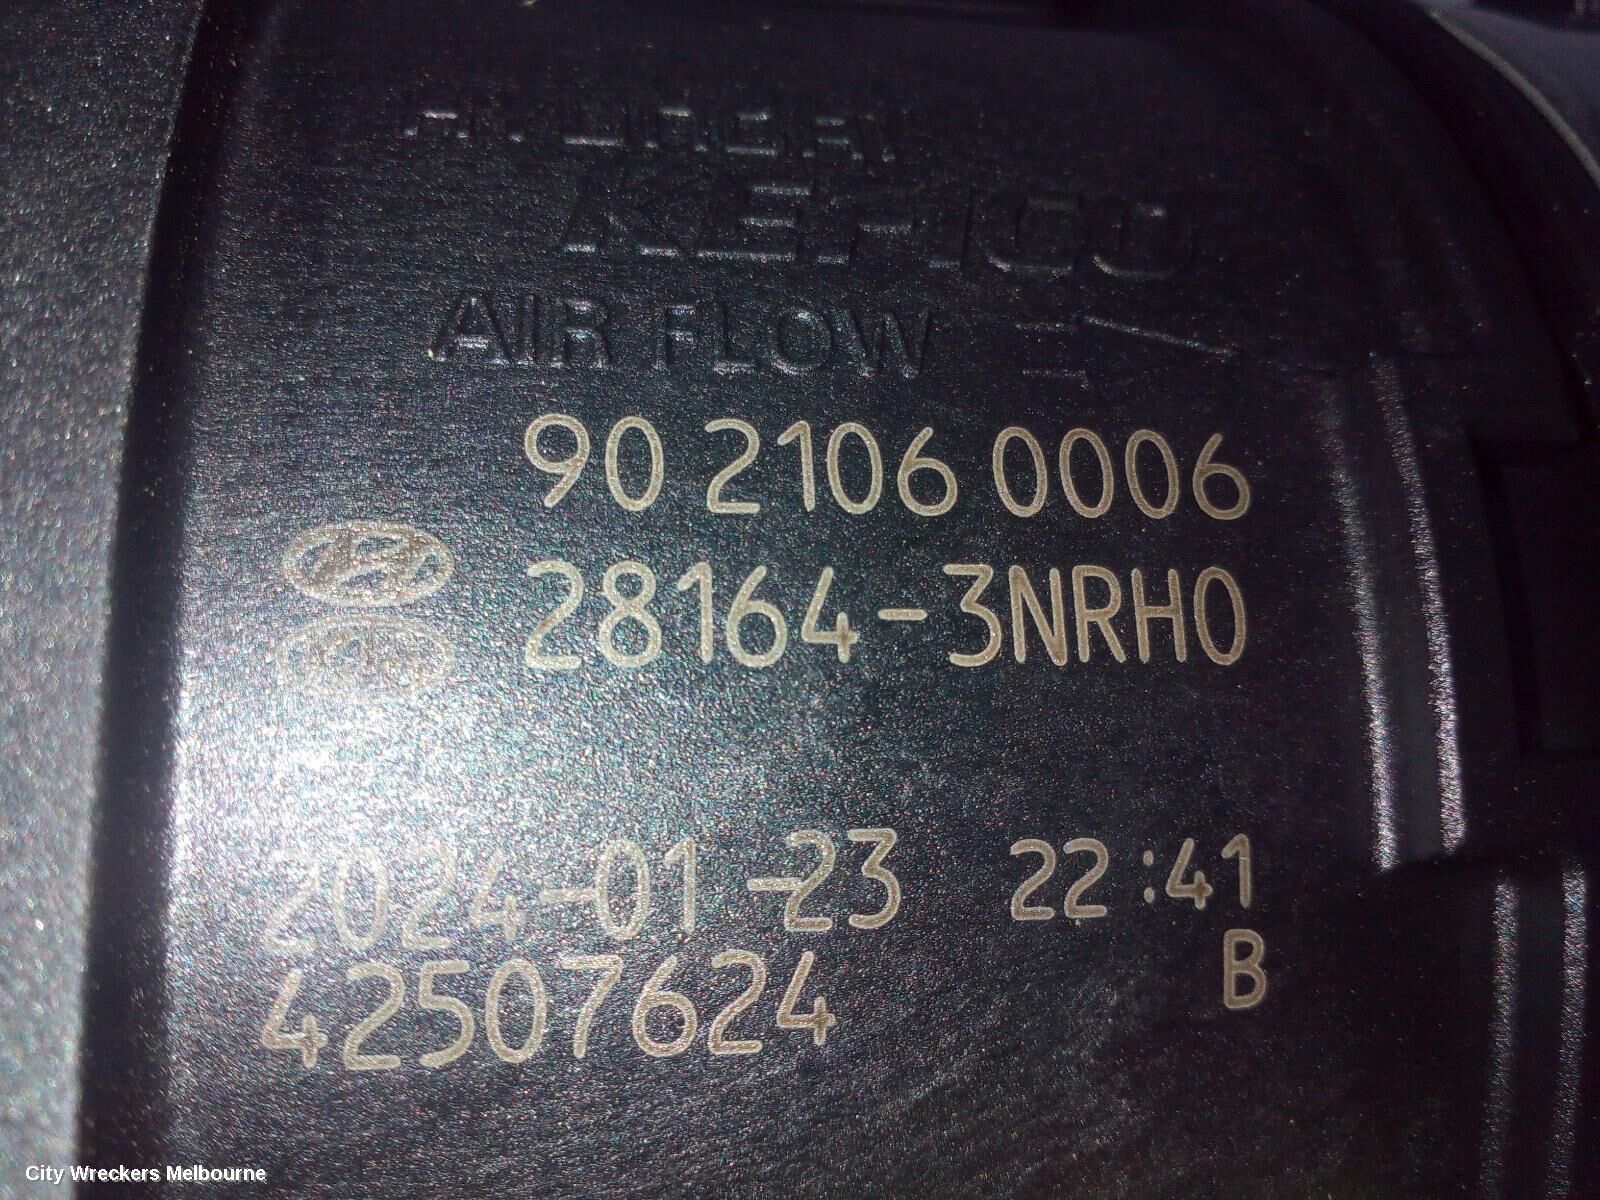 KEFICO
AIR FLOW
90 2106 0006
28164-3NRH0
2024-01-23 22:41
B
42507624
City Wreckers Melbourne